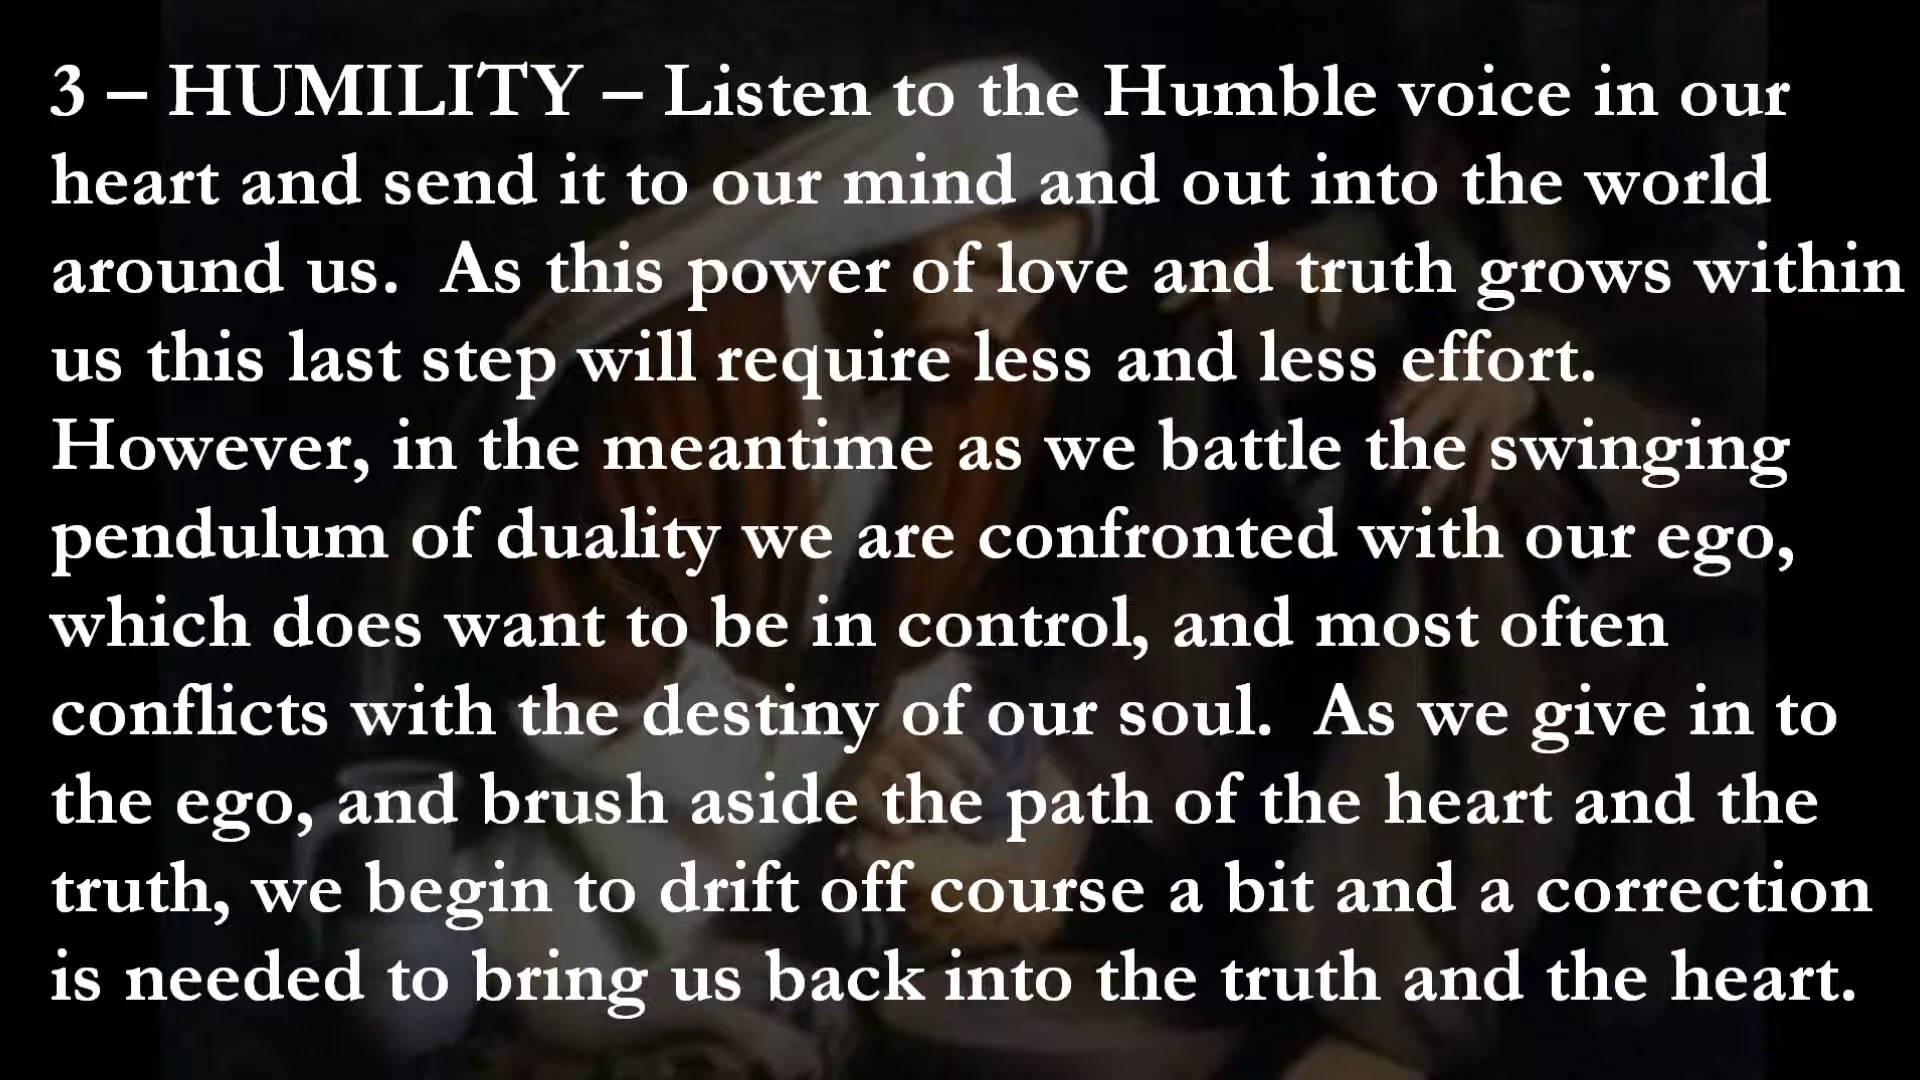 3 – HUMILITY – Listen to the Humble voice in our
heart and send it to our mind and out into the world
around us.  As this power of love and truth grows within
us this last step will require less and less effort.
However, in the meantime as we battle the swinging
pendulum of duality we are confronted with our ego,
which does want to be in control, and most often
conflicts with the destiny of our soul.  As we give in to
the ego, and brush aside the path of the heart and the
truth, we begin to drift off course a bit and a correction
is needed to bring us back into the truth and the heart.